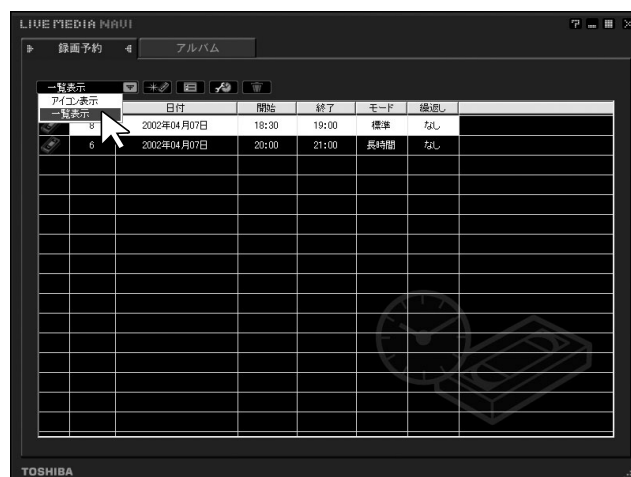 LIVE MEDIA NAVI
録画予約 アルバム
一覧表示
アイコン表示
一覧表示
日付 開始 終了 モード 繰返し
8 2002年04月07日 18:30 19:00 標準 なし
6 2002年04月07日 20:00 21:00 長時間 なし
TOSHIBA